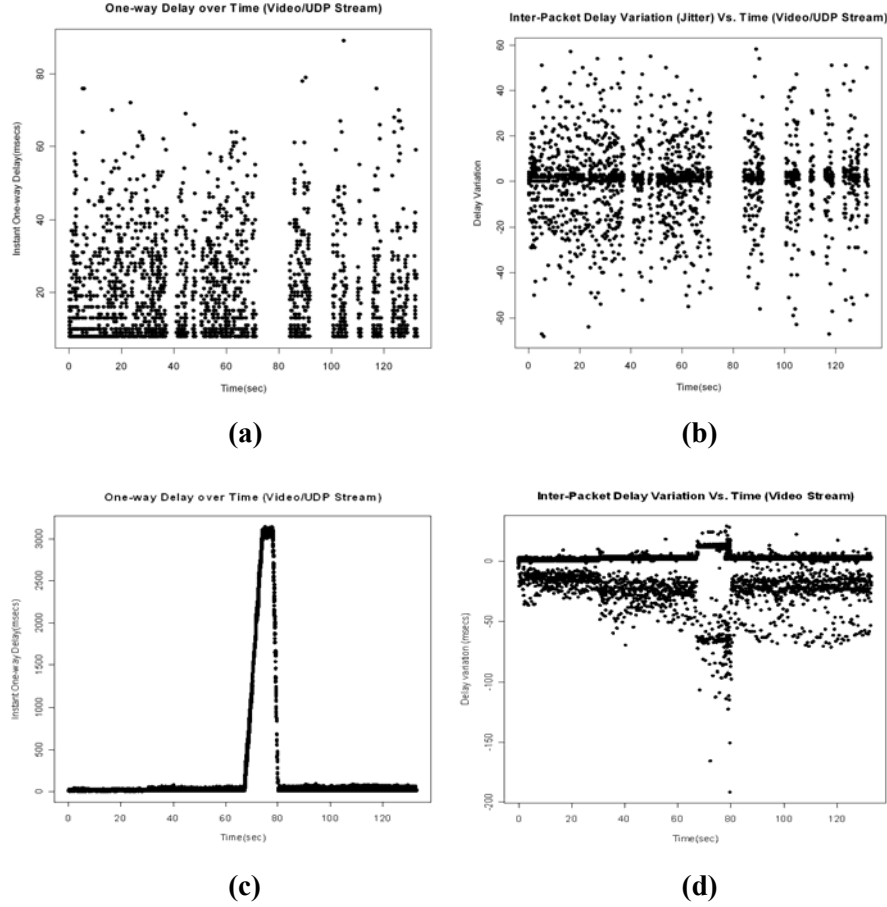 One-way Delay over Time (Video/UDP Stream)
Instant One-way Delay(msecs)
80
60
40
20
0 20 40 60 80 100 120
Time(sec)
(a)
Inter-Packet Delay Variation (Jitter) Vs. Time (Video/UDP Stream)
Delay Variation
60
40
20
0
-20
-40
-60
0 20 40 60 80 100 120
Time(sec)
(b)
One-way Delay over Time (Video/UDP Stream)
Instant One-way Delay(msecs)
3000
2500
2000
1500
1000
500
0
0 20 40 60 80 100 120
Time(sec)
(c)
Inter-Packet Delay Variation Vs. Time (Video Stream)
Delay variation (msecs)
0
-50
-100
-150
-200
0 20 40 60 80 100 120
Time(sec)
(d)